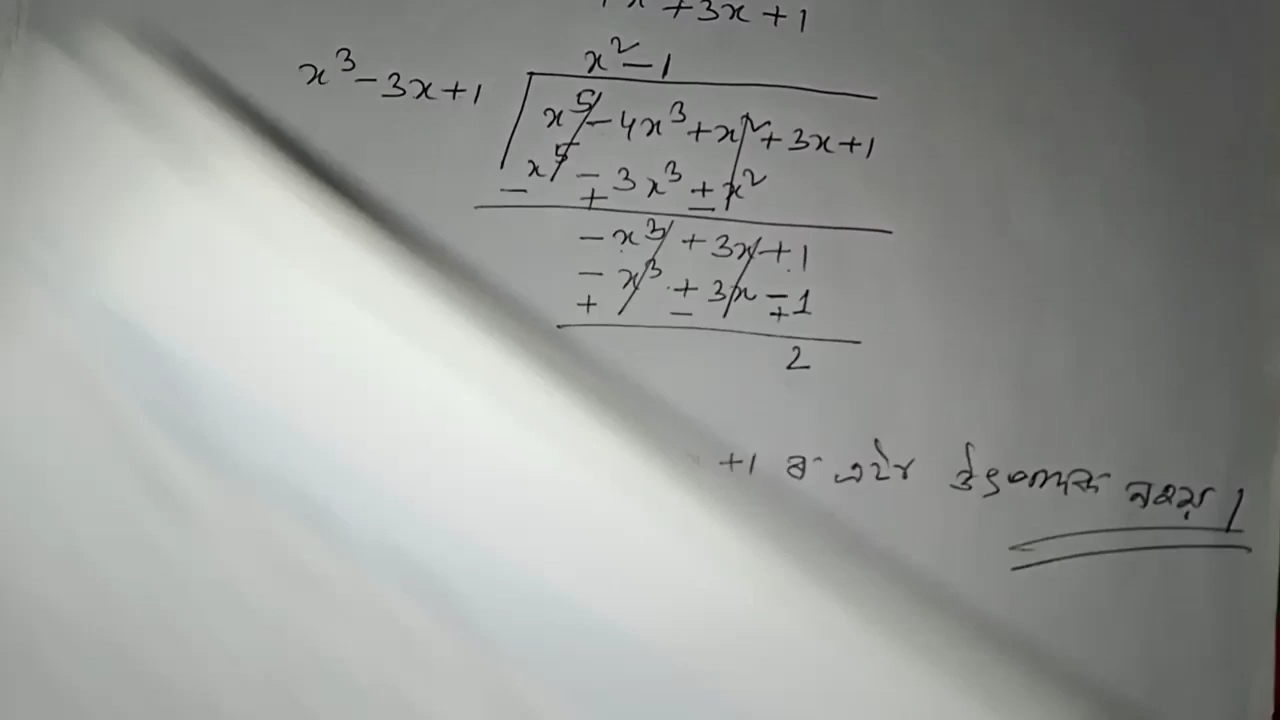 +3x + 1
x² - 1
x³ - 3x + 1 x⁵ - 4x³ + x² + 3x + 1
x⁵ - 3x³ + x²
- + -
- x³ + 3x + 1
- x³ + 3x - 1
+ - +
2
+1 ৰ এটা উৎপাদক নহয়।